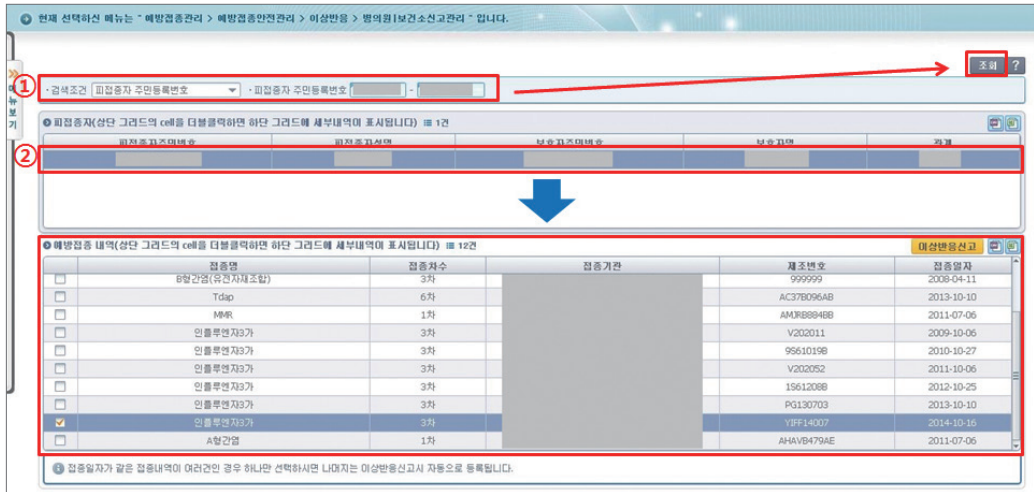 현재 선택하신 메뉴는 " 예방접종관리 > 예방접종안전관리 > 이상반응 > 병의원|보건소신고관리 " 입니다.
조회 ?
①
메뉴보기
· 검색조건 피접종자 주민등록번호 · 피접종자 주민등록번호 -
피접종자(상단 그리드의 cell을 더블클릭하면 하단 그리드에 세부내역이 표시됩니다) 1건
피접종자주민번호 피접종자성명 보호자주민번호 보호자명 관계
②
예방접종 내역(상단 그리드의 cell을 더블클릭하면 하단 그리드에 세부내역이 표시됩니다) 12건 이상반응신고
접종명 접종차수 접종기관 제조번호 접종일자
B형간염(유전자재조합) 3차 999999 2008-04-11
Tdap 6차 AC37B096AB 2013-10-10
MMR 1차 AMJRB884BB 2011-07-06
인플루엔자3가 3차 V202011 2009-10-06
인플루엔자3가 3차 9561019B 2010-10-27
인플루엔자3가 3차 V202052 2011-10-06
인플루엔자3가 3차 1561208B 2012-10-25
인플루엔자3가 3차 PG130703 2013-10-10
인플루엔자3가 3차 YIFF14007 2014-10-16
A형간염 1차 AHAVB479AE 2011-07-06
접종일자가 같은 접종내역이 여러건인 경우 하나만 선택하시면 나머지는 이상반응신고시 자동으로 등록됩니다.